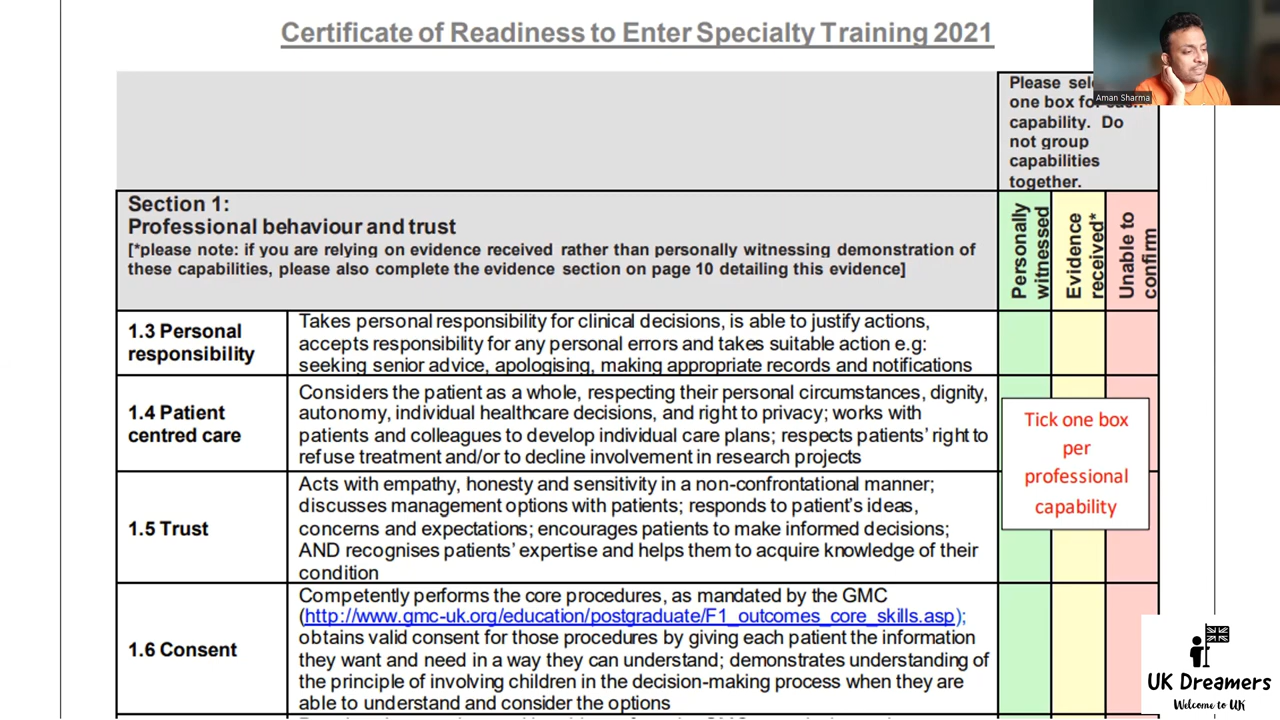 Certificate of Readiness to Enter Specialty Training 2021
Please
one box
capability. Do
not group
capabilities
together.
Aman Sharma
Section 1:
Professional behaviour and trust
[*please note: if you are relying on evidence received rather than personally witnessing demonstration of
these capabilities, please also complete the evidence section on page 10 detailing this evidence]
Personally
witnessed
Evidence
received*
Unable to
confirm
1.3 Personal
responsibility
Takes personal responsibility for clinical decisions, is able to justify actions,
accepts responsibility for any personal errors and takes suitable action e.g:
seeking senior advice, apologising, making appropriate records and notifications
1.4 Patient
centred care
Considers the patient as a whole, respecting their personal circumstances, dignity,
autonomy, individual healthcare decisions, and right to privacy; works with
patients and colleagues to develop individual care plans; respects patients' right to
refuse treatment and/or to decline involvement in research projects
Tick one box
per
professional
capability
1.5 Trust
Acts with empathy, honesty and sensitivity in a non-confrontational manner;
discusses management options with patients; responds to patient's ideas,
concerns and expectations; encourages patients to make informed decisions;
AND recognises patients' expertise and helps them to acquire knowledge of their
condition
1.6 Consent
Competently performs the core procedures, as mandated by the GMC
(http://www.gmc-uk.org/education/postgraduate/F1_outcomes_core_skills.asp);
obtains valid consent for those procedures by giving each patient the information
they want and need in a way they can understand; demonstrates understanding of
the principle of involving children in the decision-making process when they are
able to understand and consider the options
UK Dreamers
Welcome to UK